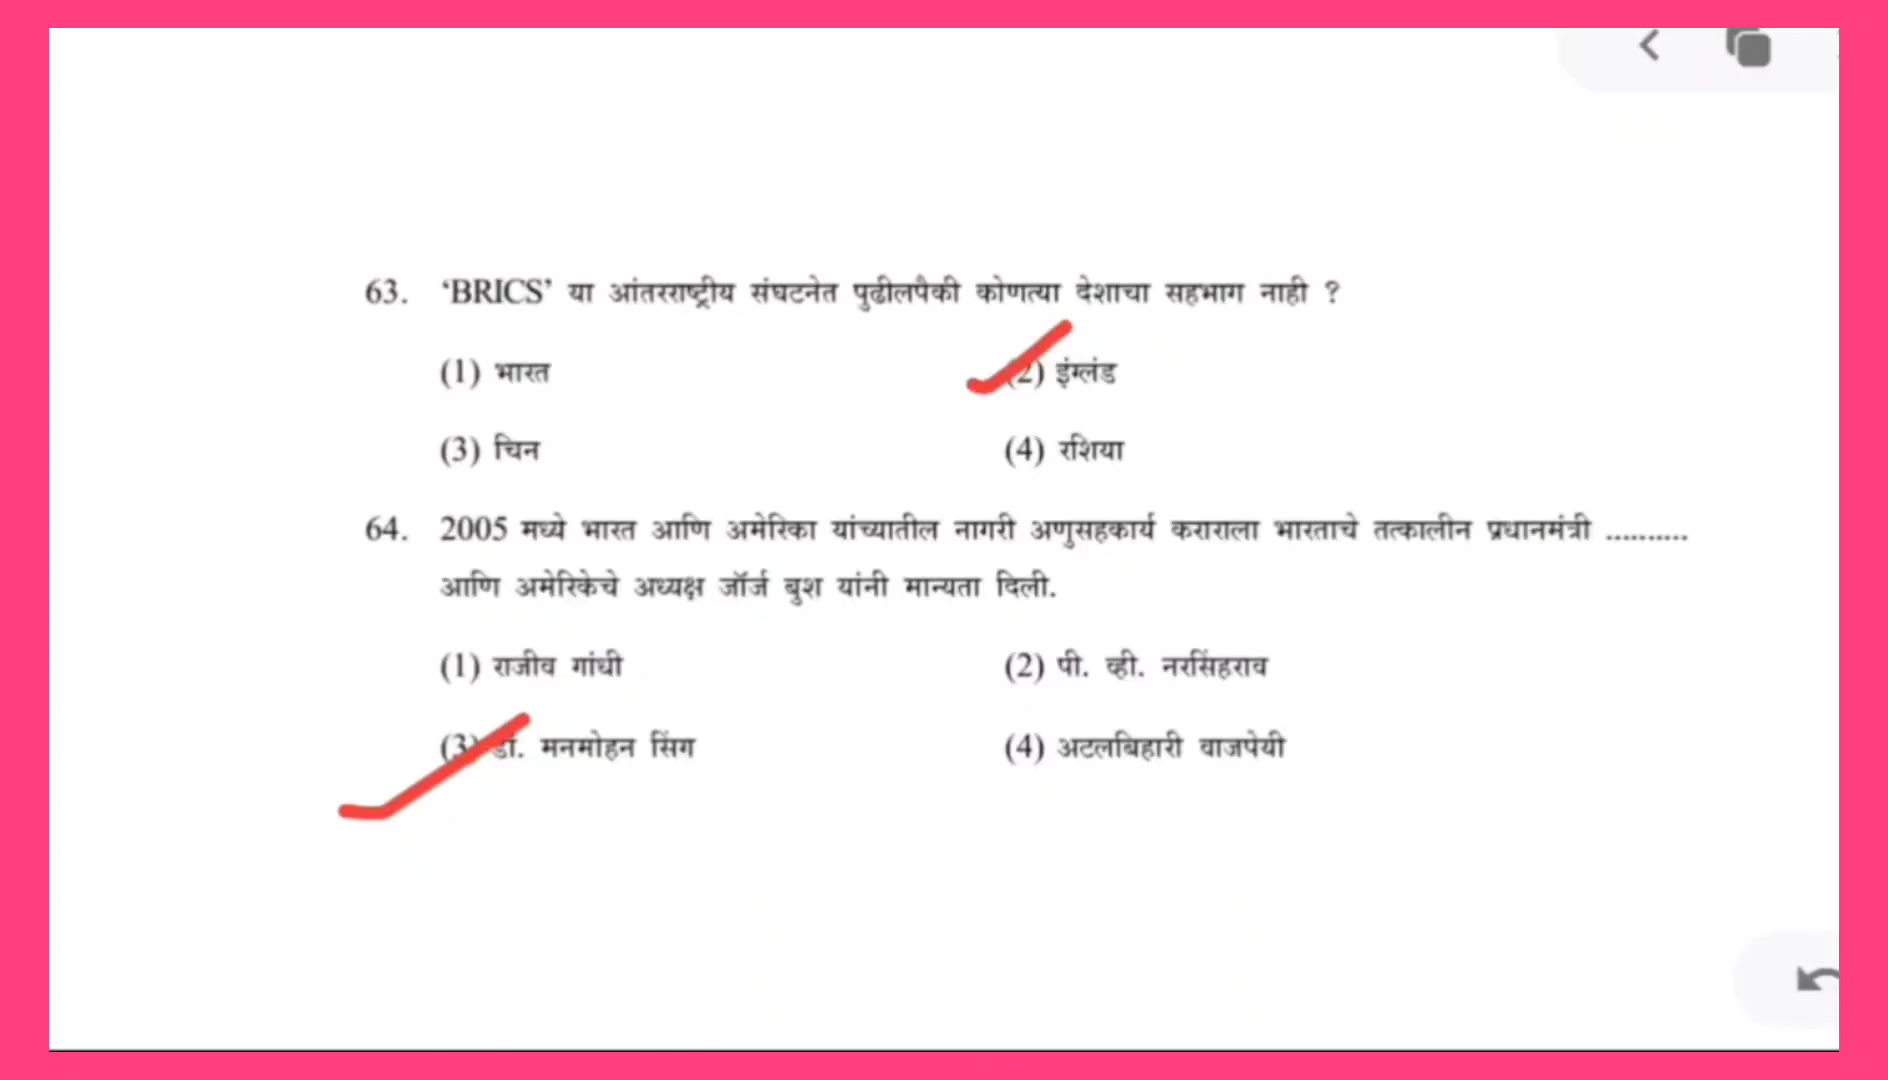 63. ‘BRICS’ या आंतरराष्ट्रीय संघटनेत पुढीलपैकी कोणत्या देशाचा सहभाग नाही ?
(1) भारत (2) इंग्लंड
(3) चिन (4) रशिया
64. 2005 मध्ये भारत आणि अमेरिका यांच्यातील नागरी अणुसहकार्य कराराला भारताचे तत्कालीन प्रधानमंत्री ..........
आणि अमेरिकेचे अध्यक्ष जॉर्ज बुश यांनी मान्यता दिली.
(1) राजीव गांधी (2) पी. व्ही. नरसिंहराव
(3) डॉ. मनमोहन सिंग (4) अटलबिहारी वाजपेयी